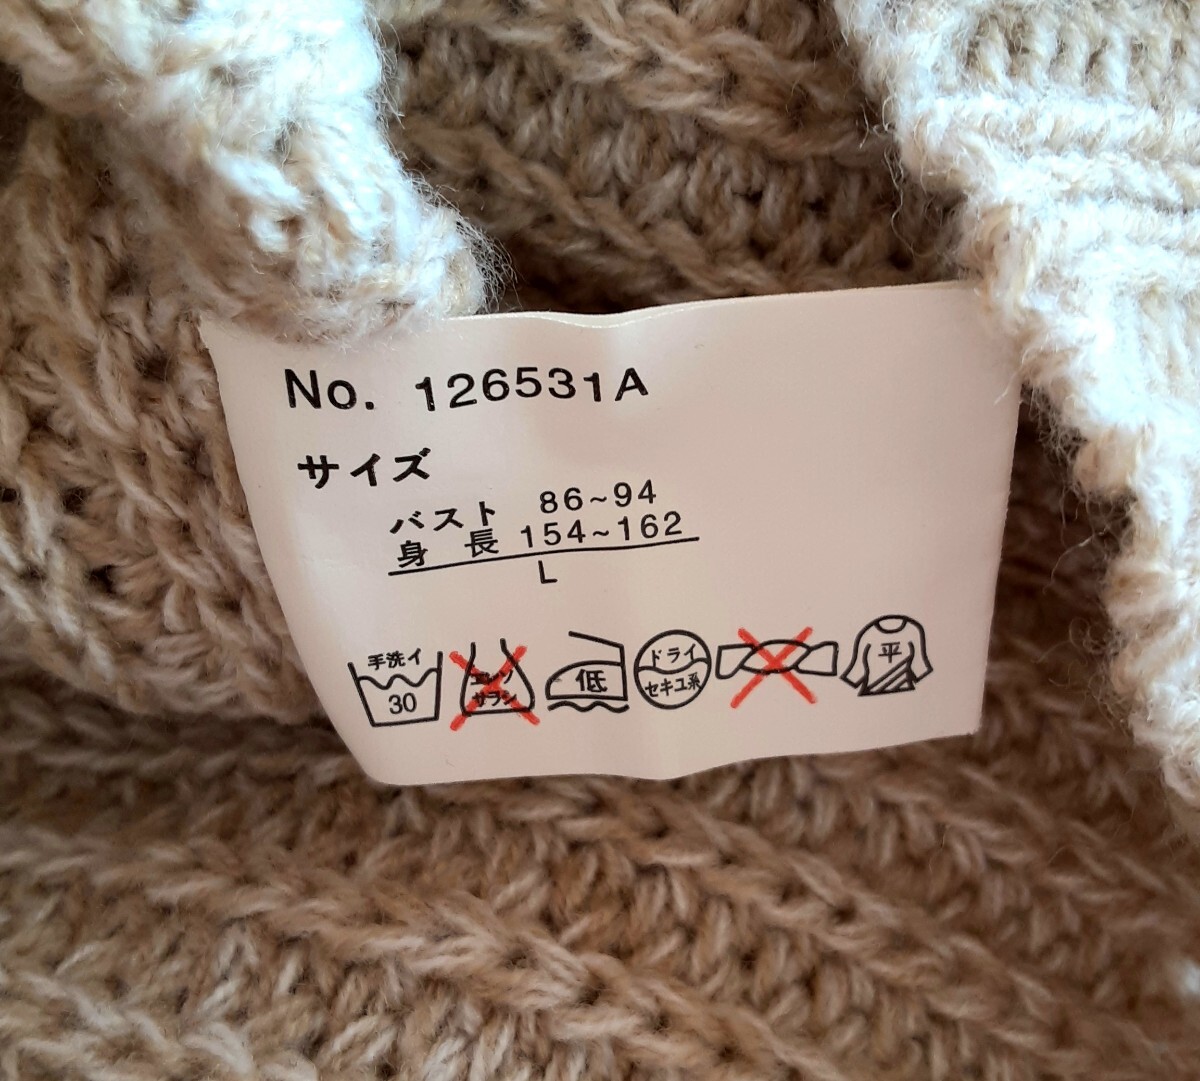 No. 126531A
サイズ
バスト 86~94
身長 154~162
L
手洗イ 30
エンソ サラシ
低
ドライ セキユ系
平